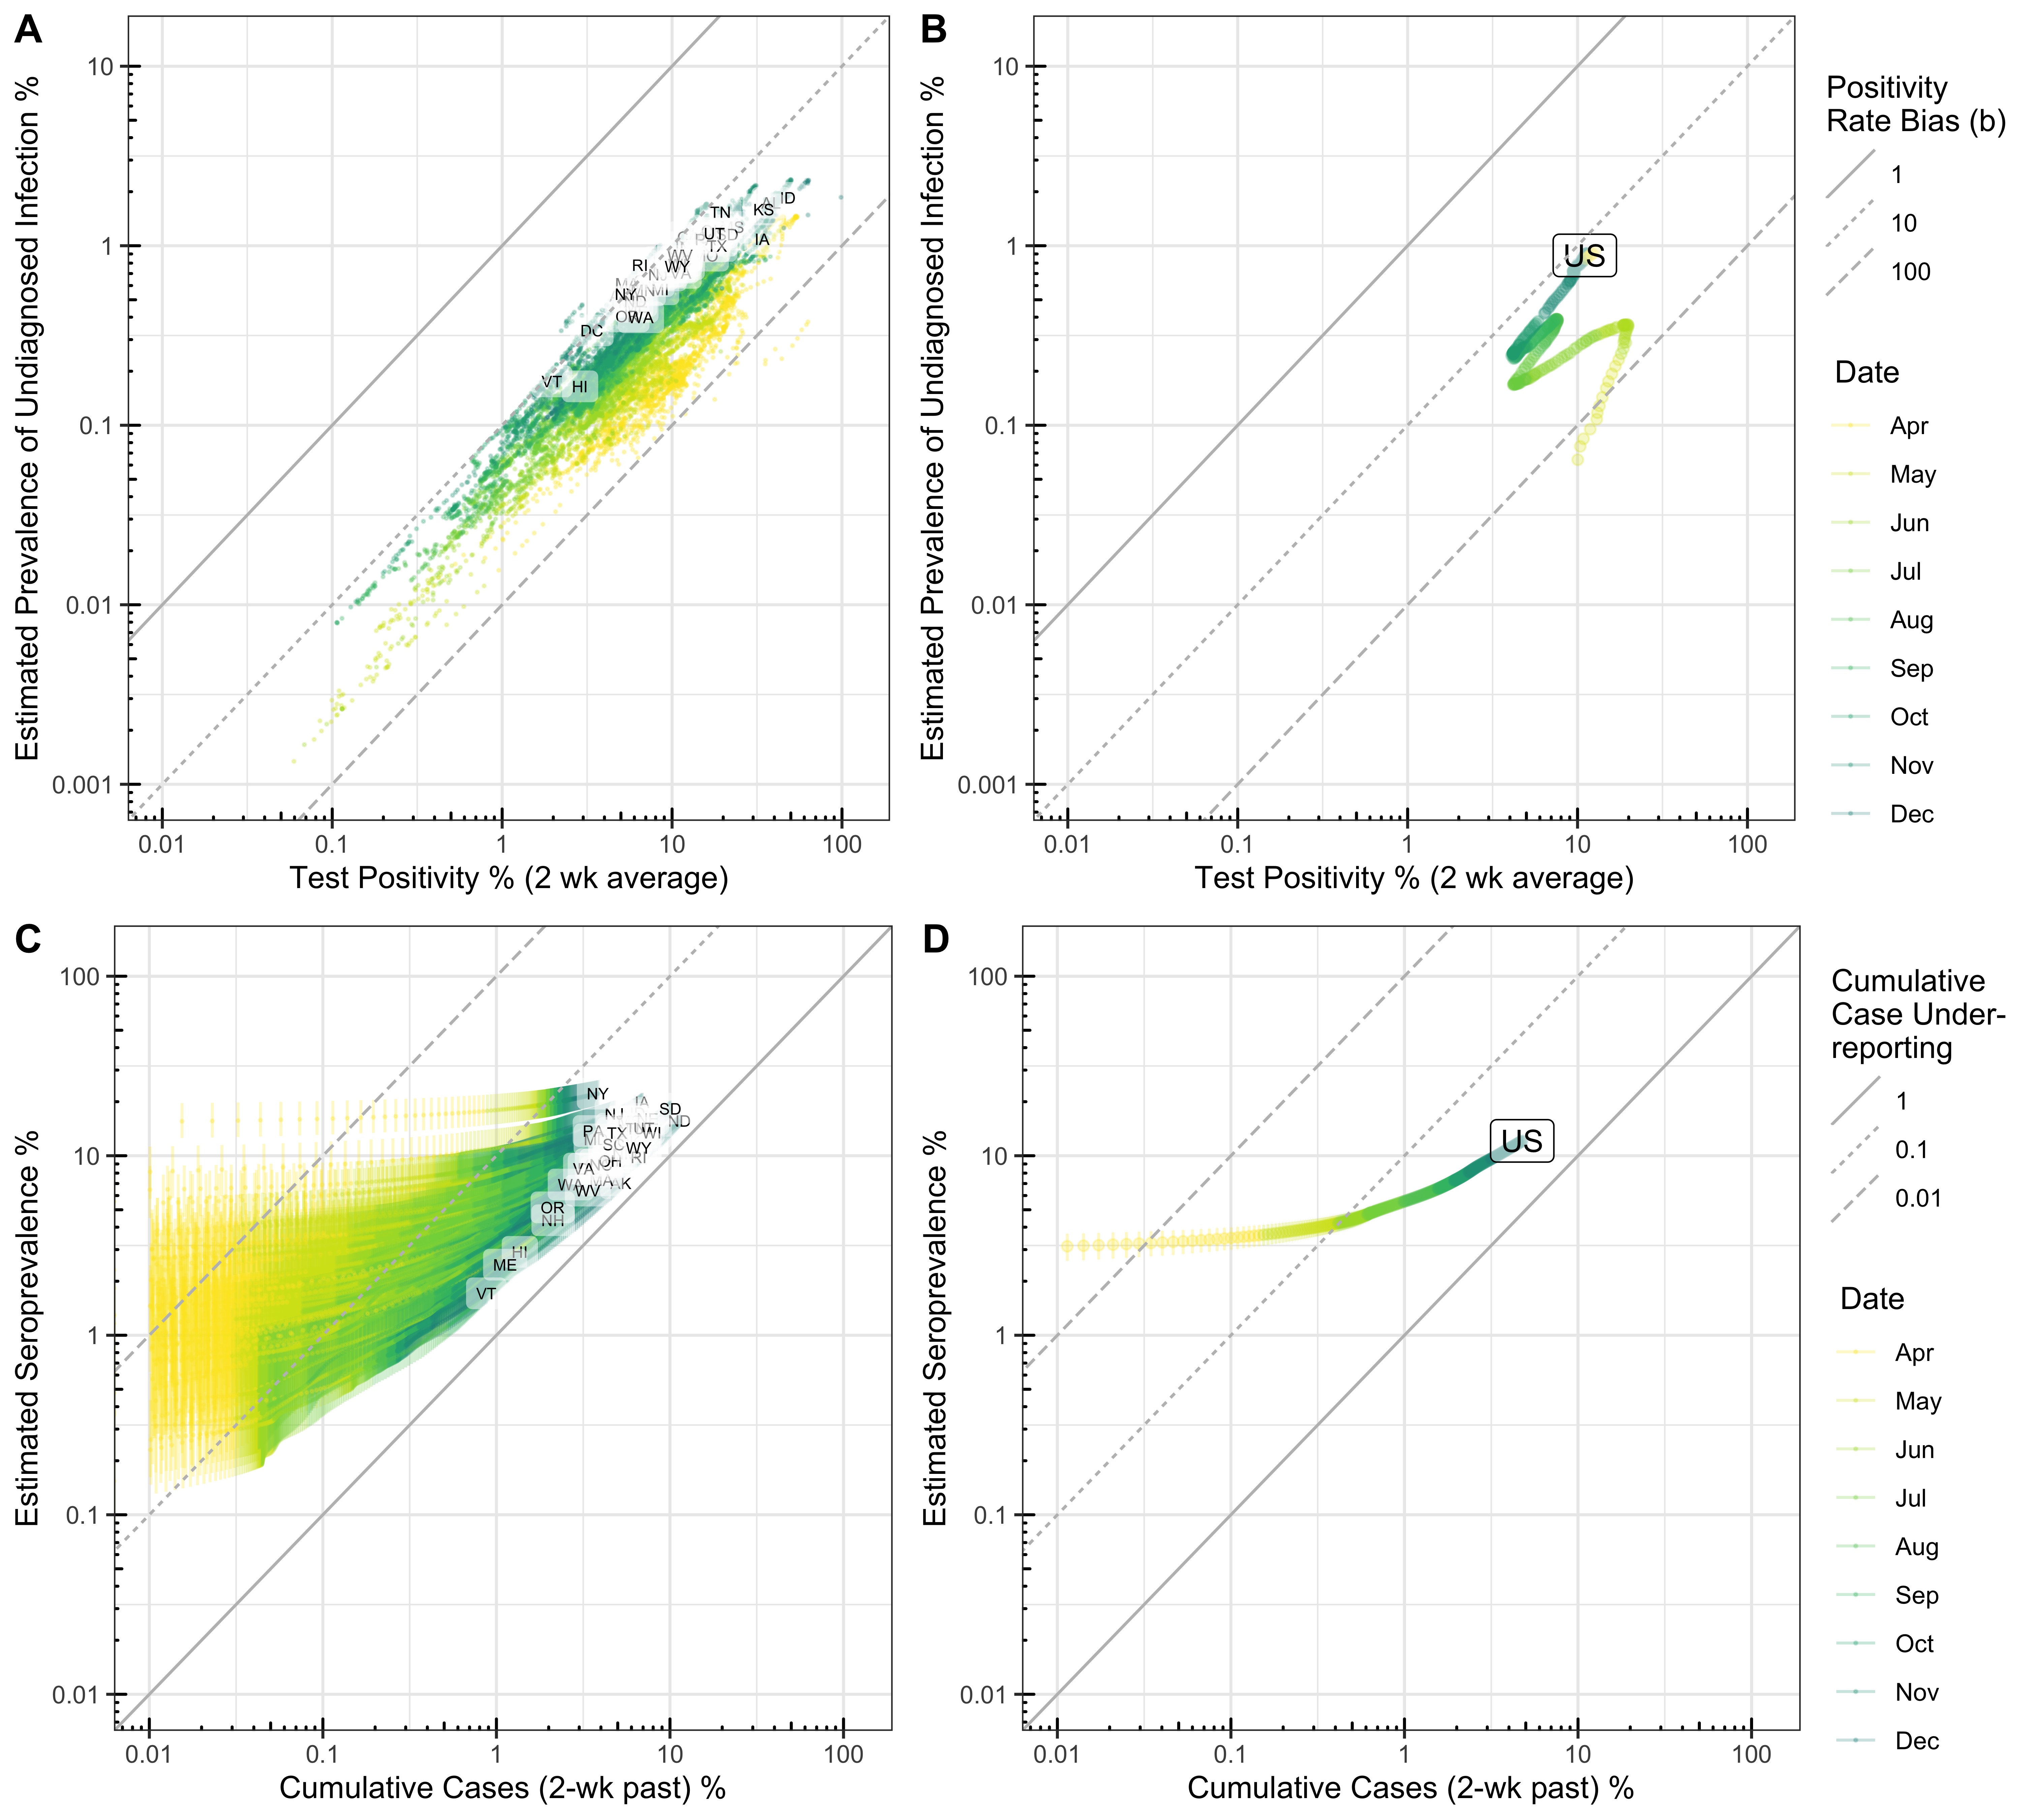 A
Estimated Prevalence of Undiagnosed Infection %
10
1
0.1
0.01
0.001
ID
KS
TN
UT
TX
IA
WV
RI
WY
NY
WA
DC
VT
HI
0.01
0.1
1
10
100
Test Positivity % (2 wk average)
B
Estimated Prevalence of Undiagnosed Infection %
10
1
0.1
0.01
0.001
US
0.01
0.1
1
10
100
Test Positivity % (2 wk average)
Positivity
Rate Bias (b)
1
10
100
Date
Apr
May
Jun
Jul
Aug
Sep
Oct
Nov
Dec
C
Estimated Seroprevalence %
100
10
1
0.1
0.01
NY
IA
NJ
SD
ND
PA
TX
WI
WY
OH
RI
VA
WA
MA
AK
WV
OR
NH
HI
ME
VT
0.01
0.1
1
10
100
Cumulative Cases (2-wk past) %
D
Estimated Seroprevalence %
100
10
1
0.1
0.01
US
0.01
0.1
1
10
100
Cumulative Cases (2-wk past) %
Cumulative
Case Under-
reporting
1
0.1
0.01
Date
Apr
May
Jun
Jul
Aug
Sep
Oct
Nov
Dec